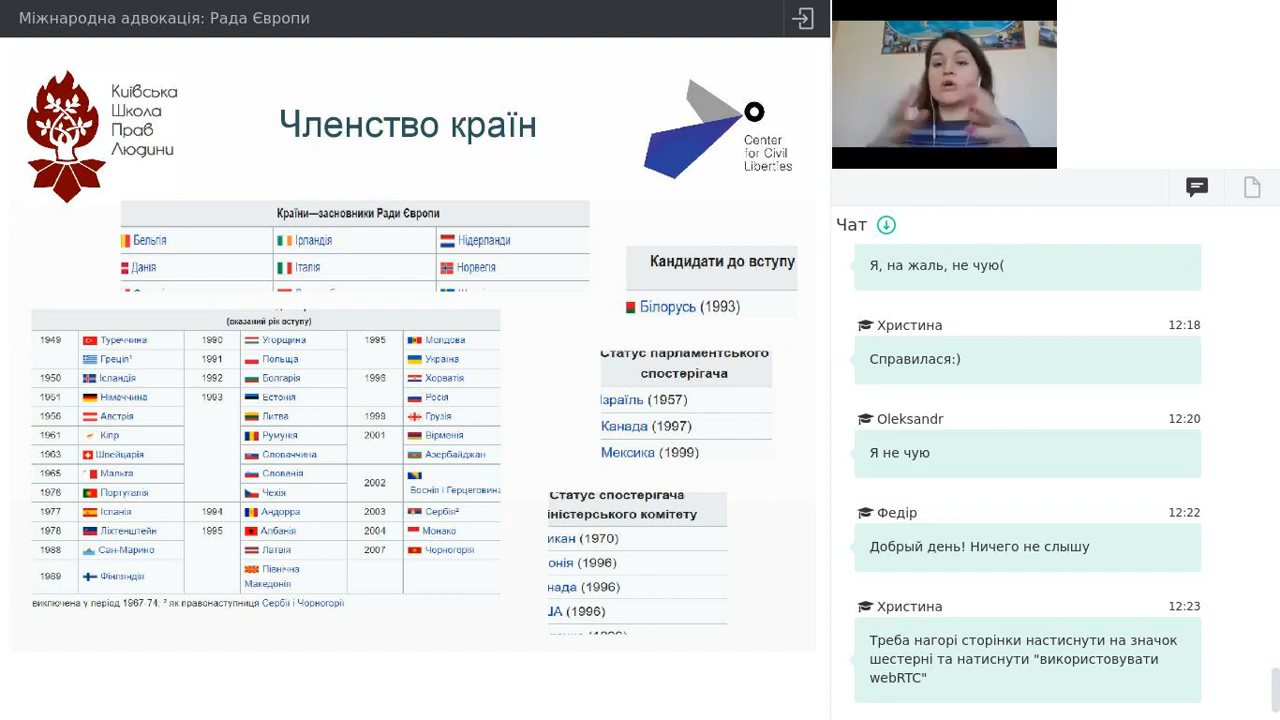 Міжнародна адвокація: Рада Європи
Київська
Школа
Прав
Людини
Членство країн
Center
for Civil
Liberties
Країни—засновники Ради Європи
Бельгія Ірландія Нідерланди
Данія Італія Норвегія
Кандидати до вступу
Білорусь (1993)
(вказаний рік вступу)
1949 Туреччина 1990 Угорщина 1995 Молдова
Греція¹ 1991 Польща Україна
1950 Ісландія 1992 Болгарія 1996 Хорватія
1951 Німеччина 1993 Естонія Росія
1956 Австрія Литва 1999 Грузія
1961 Кіпр Румунія 2001 Вірменія
1963 Швейцарія Словаччина Азербайджан
1965 Мальта Словенія 2002
1976 Португалія Чехія Боснія і Герцеговина
1977 Іспанія 1994 Андорра 2003 Сербія²
1978 Ліхтенштейн 1995 Албанія 2004 Монако
1988 Сан-Марино Латвія 2007 Чорногорія
1989 Фінляндія Північна
Македонія
виключена у період 1967-74; ² як правонаступниця Сербії і Чорногорії
Статус парламентського
спостерігача
Ізраїль (1957)
Канада (1997)
Мексика (1999)
Статус спостерігача
іністерського комітету
икан (1970)
онія (1996)
нада (1996)
ША (1996)
Чат
Я, на жаль, не чую(
Христина 12:18
Справилася:)
Oleksandr 12:20
Я не чую
Федір 12:22
Добрый день! Ничего не слышу
Христина 12:23
Треба нагорі сторінки настиснути на значок
шестерні та натиснути "використовувати
webRTC"